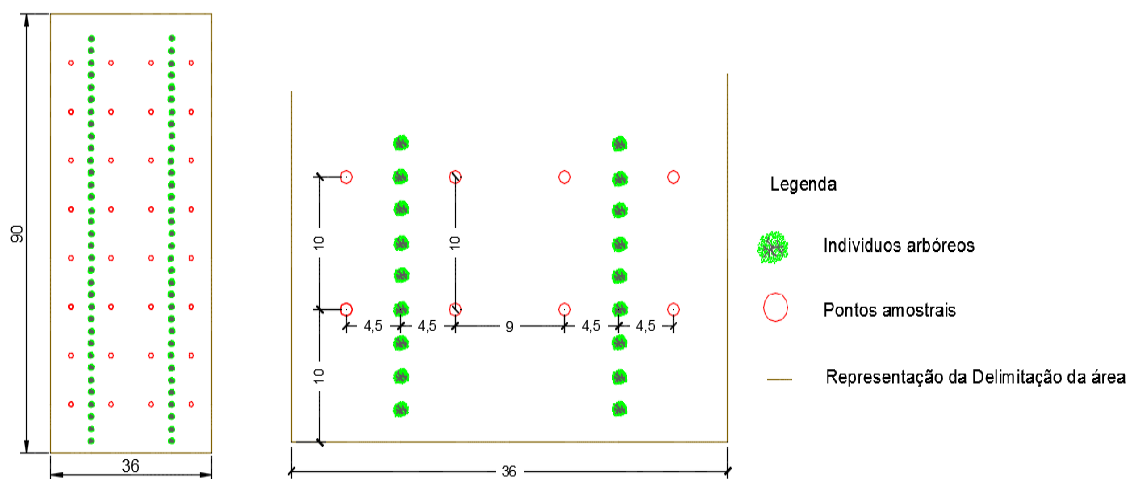 90
36
10
10
10
4,5
4,5
9
4,5
4,5
36
Legenda
Individuos arbóreos
Pontos amostrais
Representação da Delimitação da área